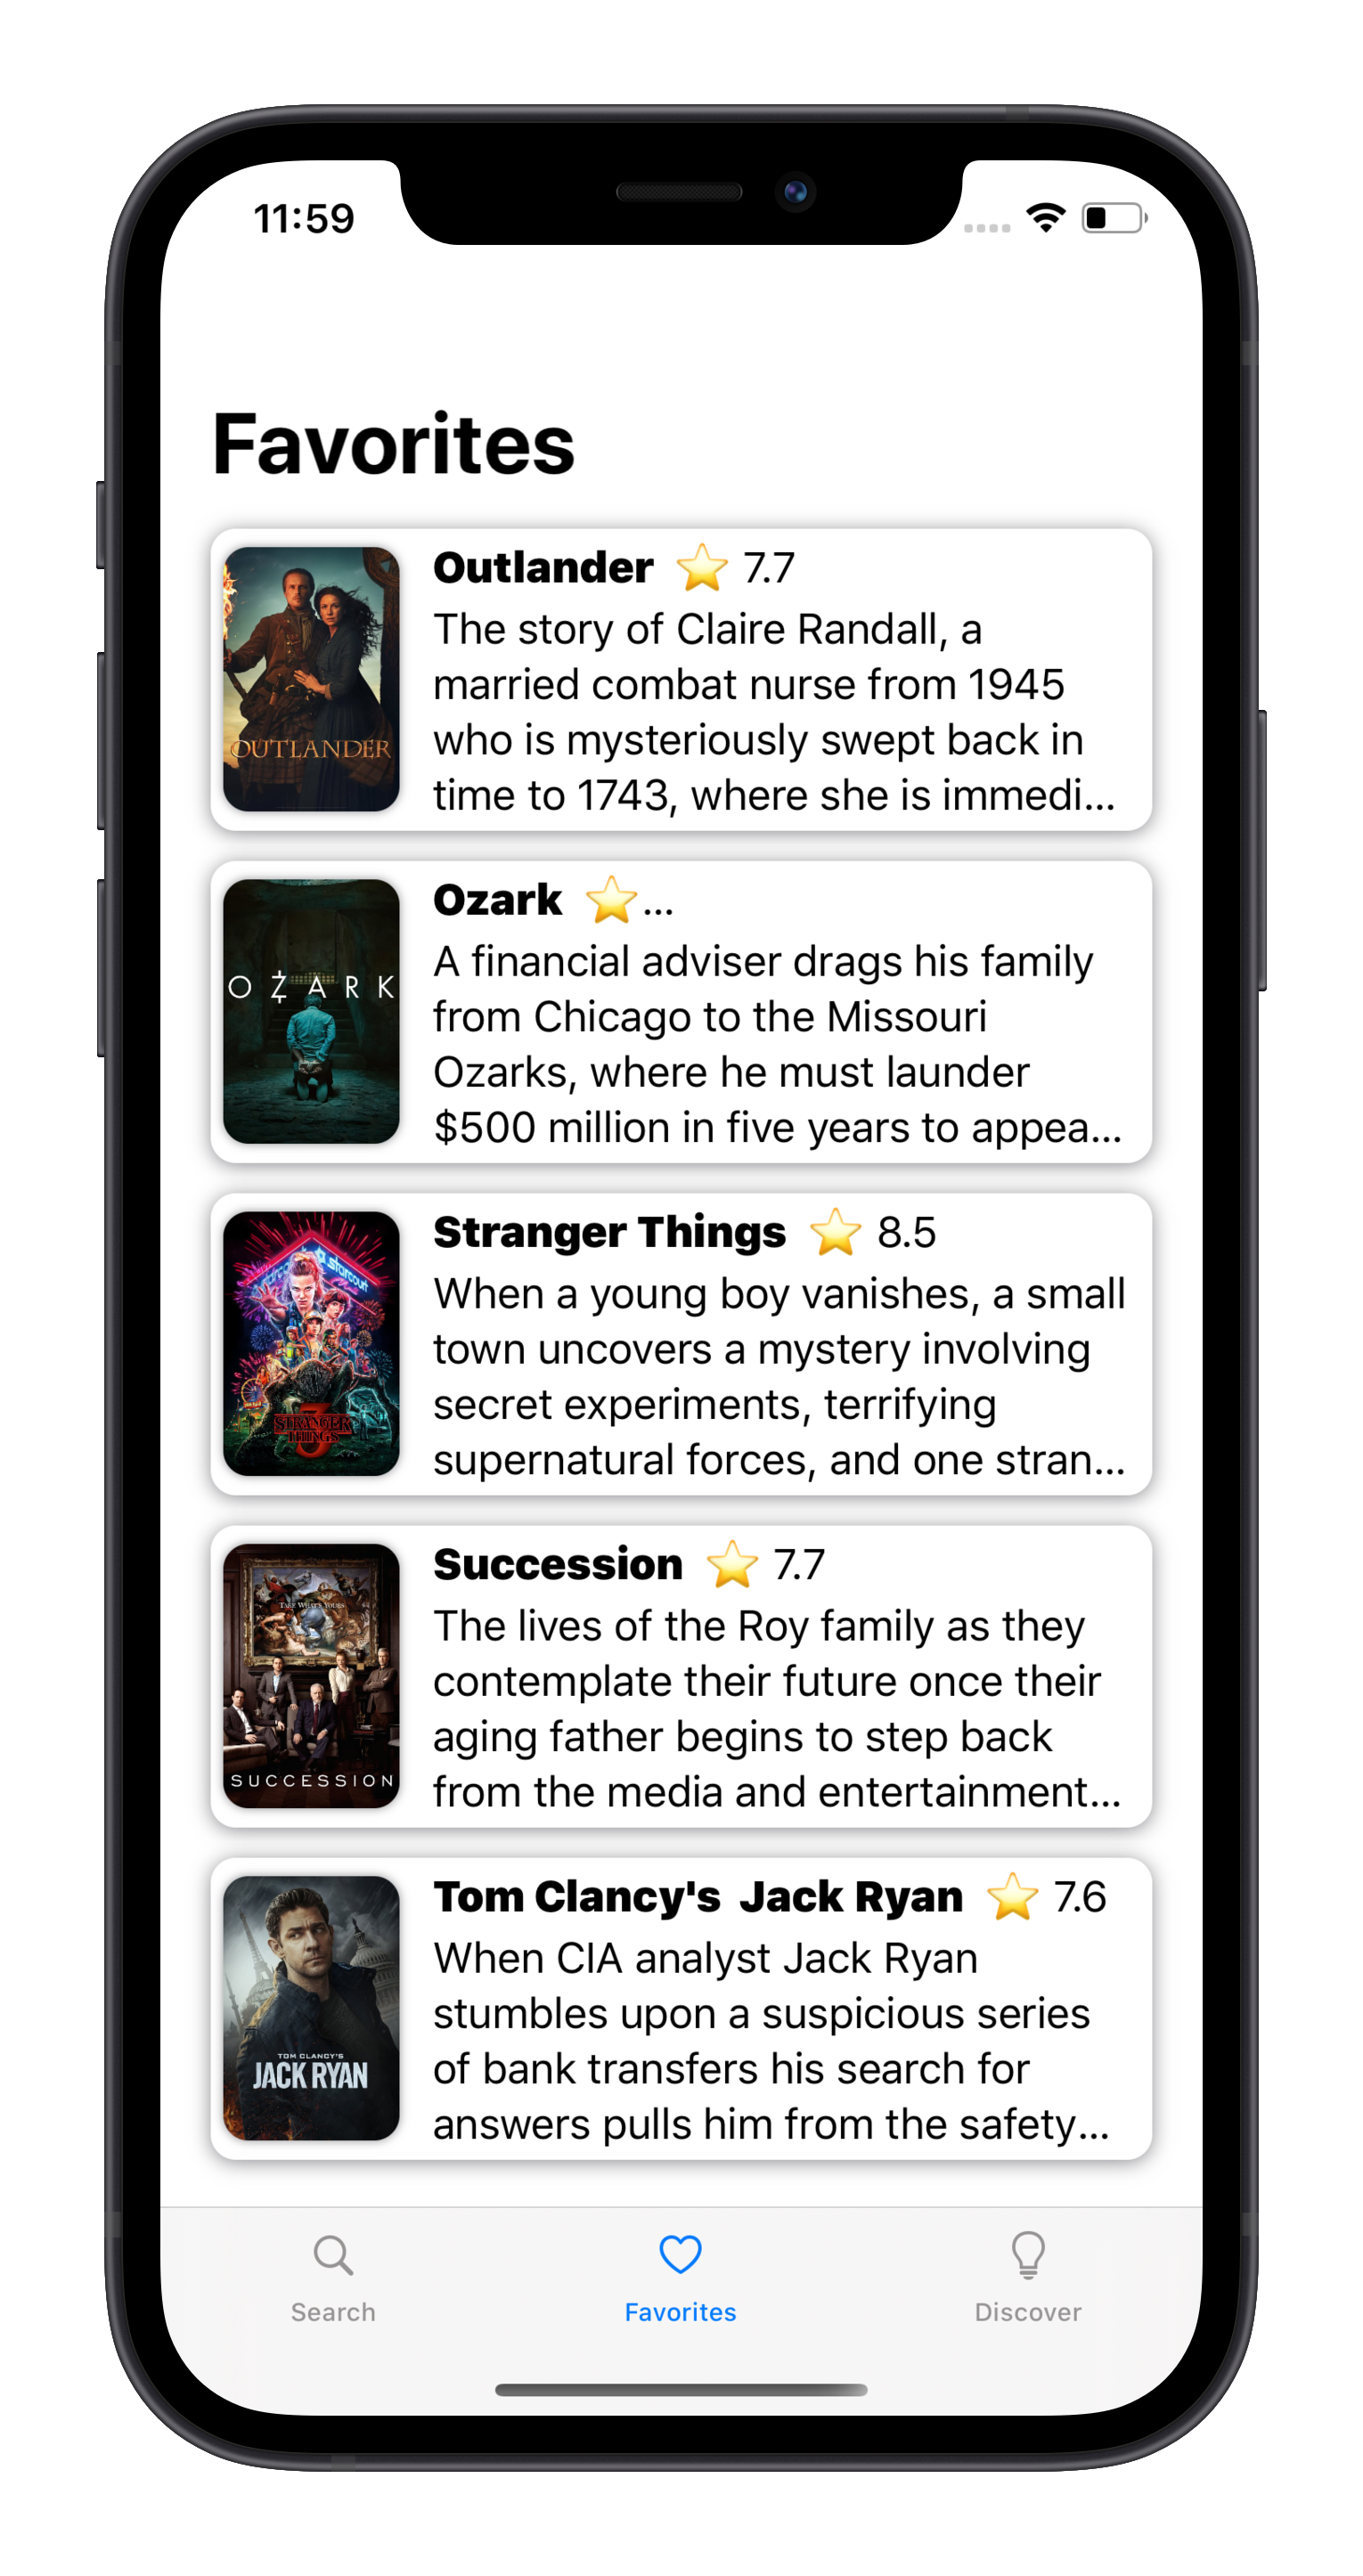 11:59
Favorites
OUTLANDER
Outlander ⭐ 7.7
The story of Claire Randall, a
married combat nurse from 1945
who is mysteriously swept back in
time to 1743, where she is immedi...
OZARK
Ozark ⭐...
A financial adviser drags his family
from Chicago to the Missouri
Ozarks, where he must launder
$500 million in five years to appea...
starcourt
STRANGER
THINGS
3
Stranger Things ⭐ 8.5
When a young boy vanishes, a small
town uncovers a mystery involving
secret experiments, terrifying
supernatural forces, and one stran...
TAKE WHAT'S YOURS
SUCCESSION
Succession ⭐ 7.7
The lives of the Roy family as they
contemplate their future once their
aging father begins to step back
from the media and entertainment...
TOM CLANCY'S
JACK RYAN
Tom Clancy's Jack Ryan ⭐ 7.6
When CIA analyst Jack Ryan
stumbles upon a suspicious series
of bank transfers his search for
answers pulls him from the safety...
Search
Favorites
Discover